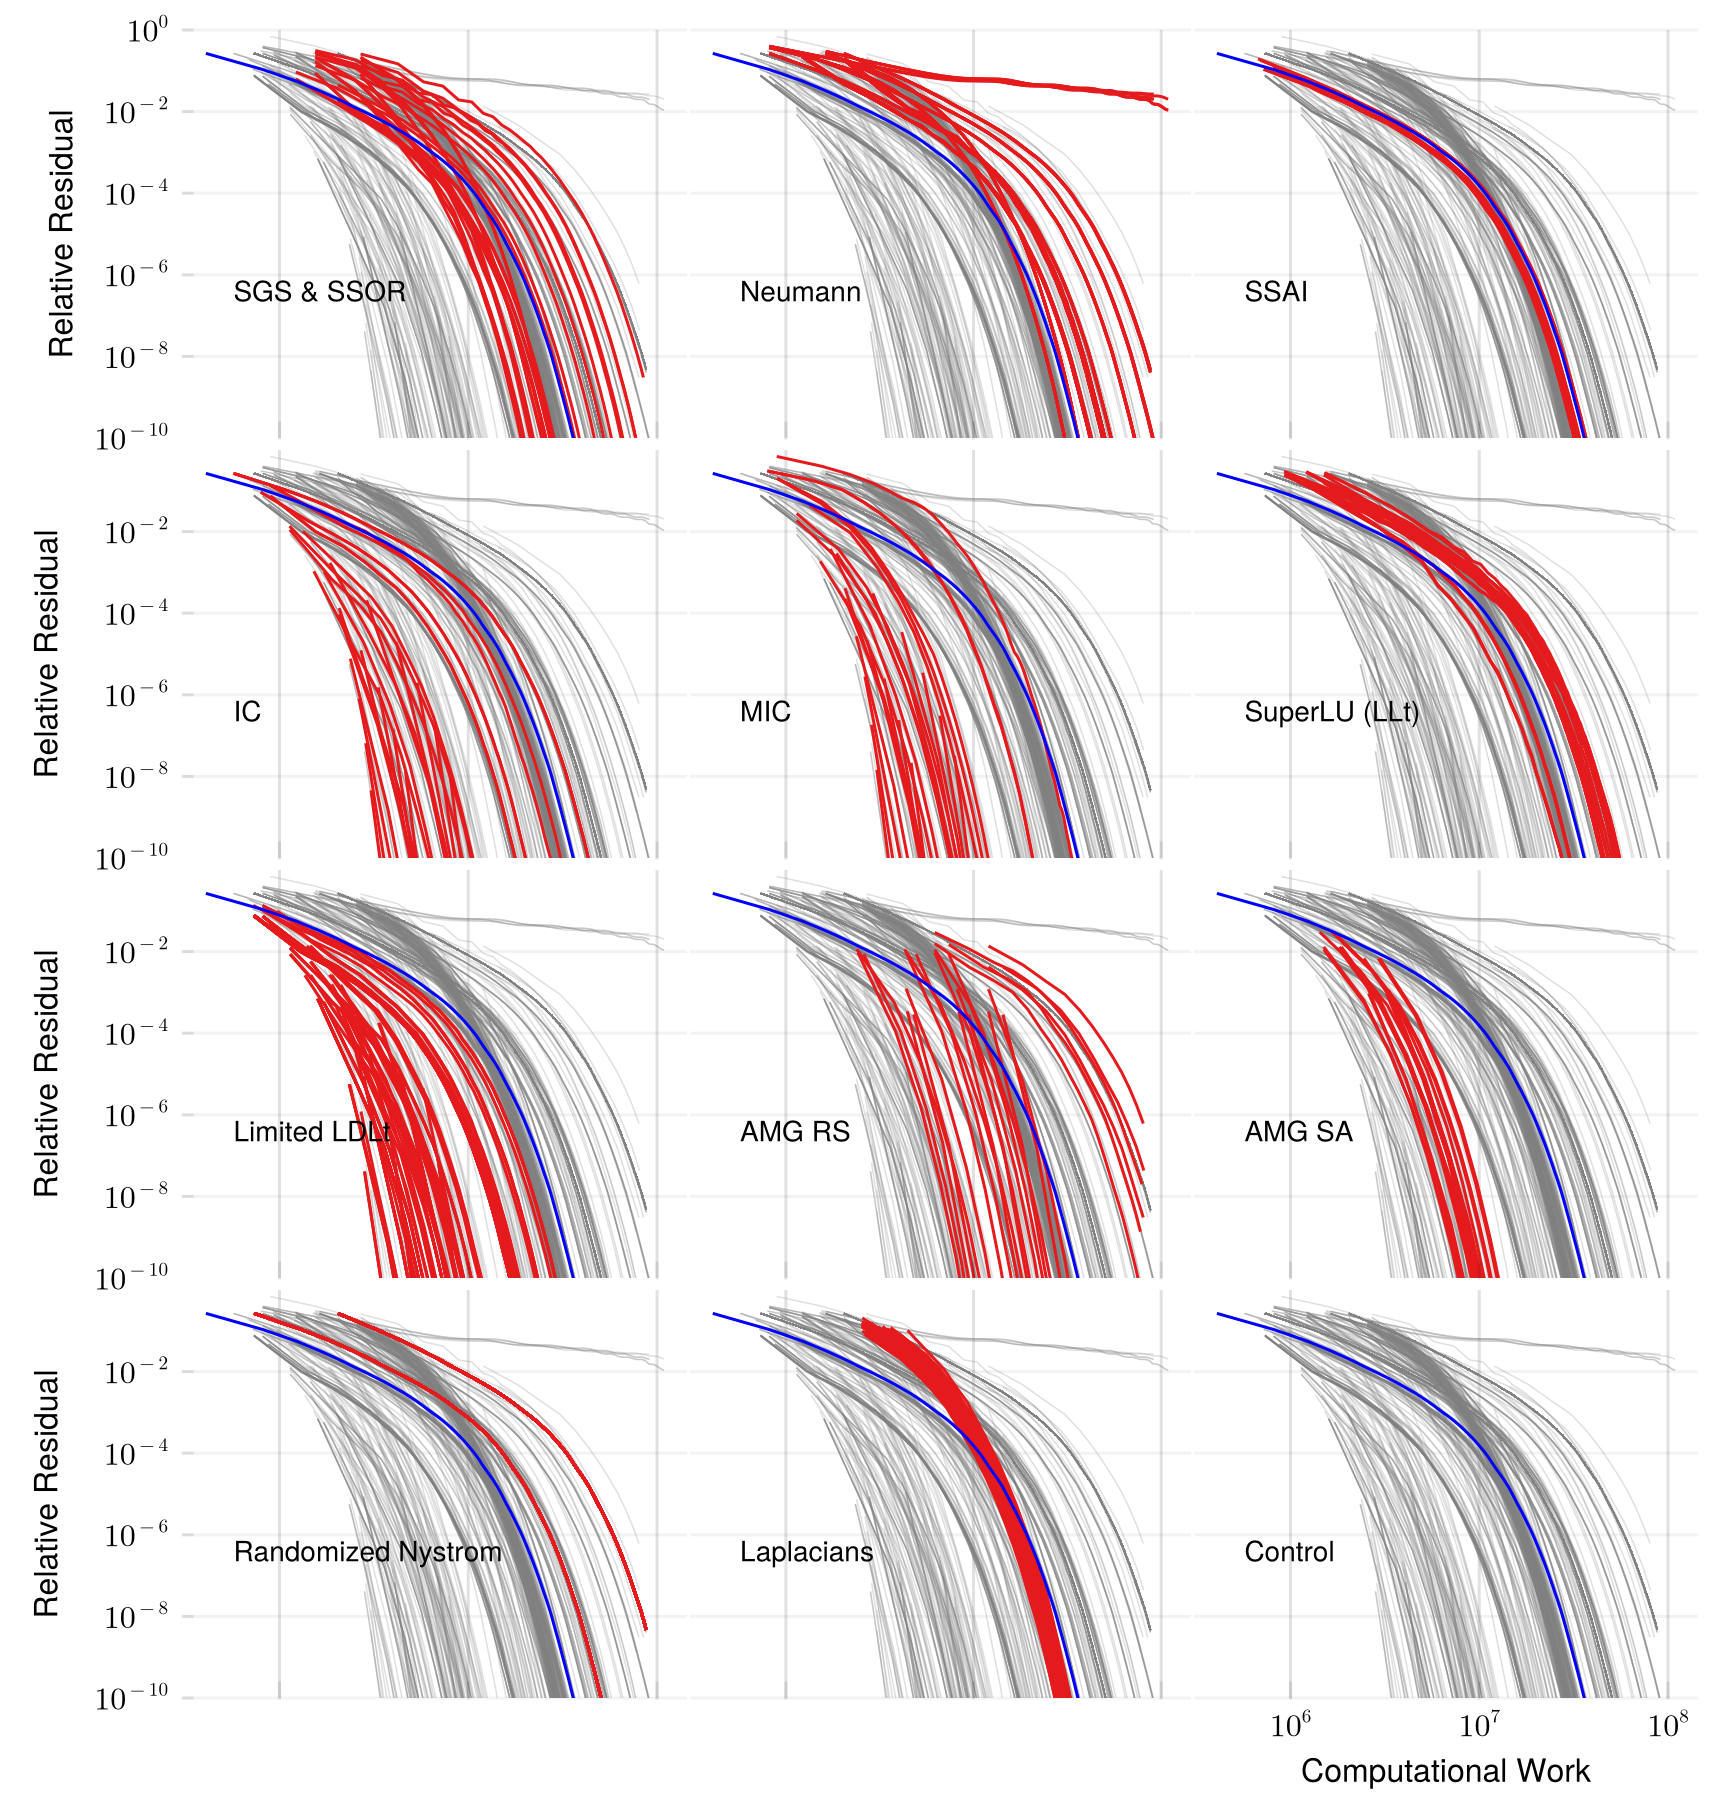 10^0
10^−2
10^−4
10^−6
10^−8
10^−10
Relative Residual
SGS & SSOR
Neumann
SSAI
10^−2
10^−4
10^−6
10^−8
10^−10
Relative Residual
IC
MIC
SuperLU (LLt)
10^−2
10^−4
10^−6
10^−8
10^−10
Relative Residual
Limited LDLt
AMG RS
AMG SA
10^−2
10^−4
10^−6
10^−8
10^−10
Relative Residual
Randomized Nystrom
Laplacians
Control
10^6 10^7 10^8
Computational Work